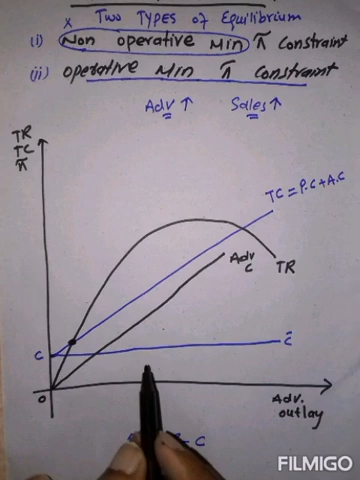 x Two Types of Equilibrium
(i) Non operative Min π Constraint
(ii) operative Min π Constraint
Adv ↑ Sales ↑
TR
TC
π
TC = P.C + A.C
Adv
C
TR
C
C̄
O
Adv.
outlay
C
FILMIGO